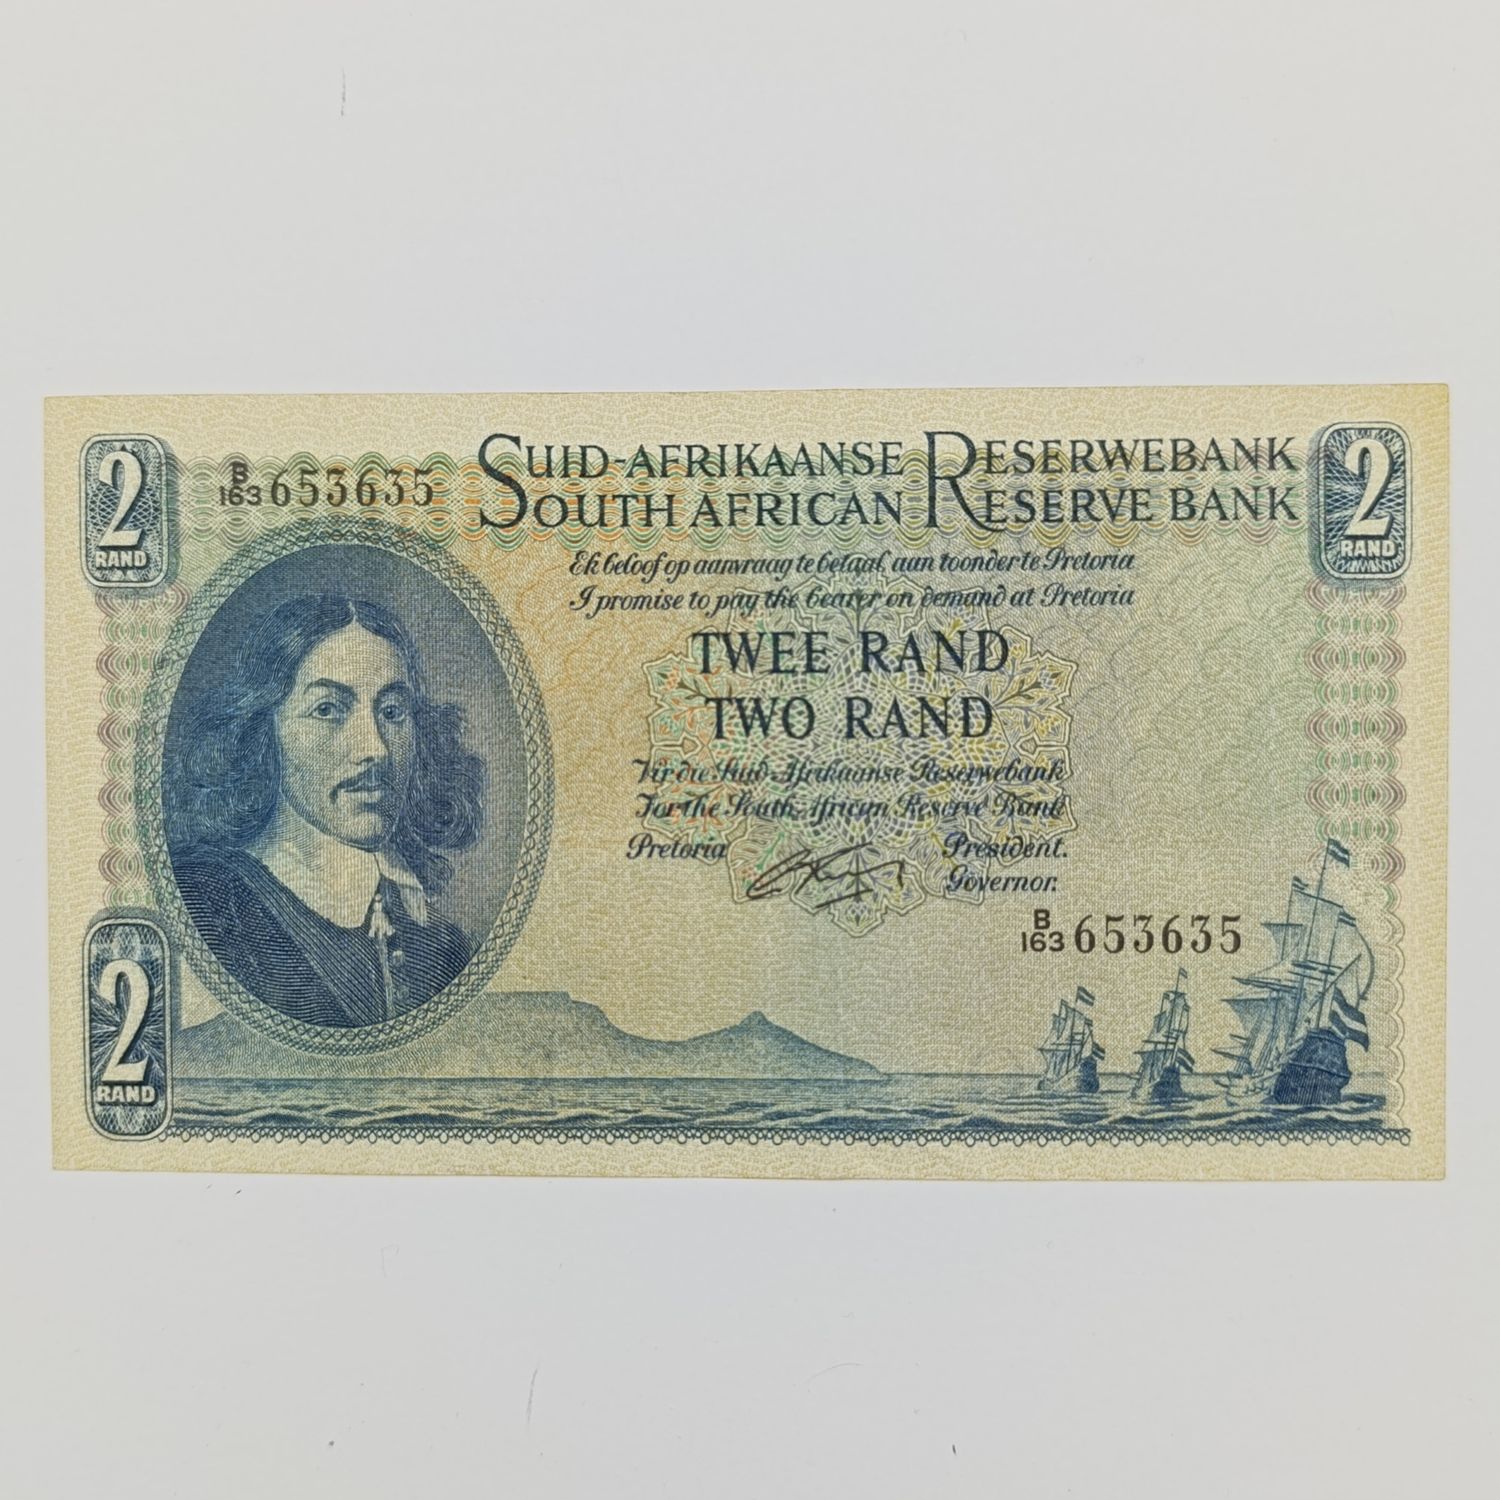 2
RAND
B/163 653635
SUID-AFRIKAANSE RESERWEBANK
SOUTH AFRICAN RESERVE BANK
2
RAND
Ek beloof op aanvraag te betaal aan toonder te Pretoria
I promise to pay the bearer on demand at Pretoria
TWEE RAND
TWO RAND
Vir die Suid-Afrikaanse Reserwebank
For the South African Reserve Bank
Pretoria President.
Governor.
B/163 653635
2
RAND